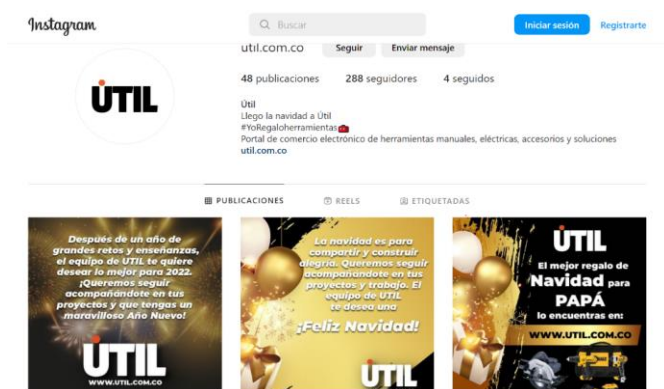 Instagram
Buscar
Iniciar sesión
Registrarte
util.com.co
Seguir
Enviar mensaje
48 publicaciones
288 seguidores
4 seguidos
ÚTIL
Útil
Llego la navidad a Útil
#YoRegaloherramientas
Portal de comercio electrónico de herramientas manuales, eléctricas, accesorios y soluciones
util.com.co
PUBLICACIONES
REELS
ETIQUETADAS
Después de un año de
grandes retos y enseñanzas,
el equipo de UTIL te quiere
desear lo mejor para 2022.
¡Queremos seguir
acompañándote en tus
proyectos y que tengas un
maravilloso Año Nuevo!
ÚTIL
WWW.UTIL.COM.CO
La navidad es para
compartir y construir
alegría. Queremos seguir
acompañándote en tus
proyectos y trabajo. El
equipo de UTIL
te desea una
¡Feliz Navidad!
ÚTIL
ÚTIL
El mejor regalo de
Navidad para
PAPÁ
lo encuentras en:
WWW.UTIL.COM.CO